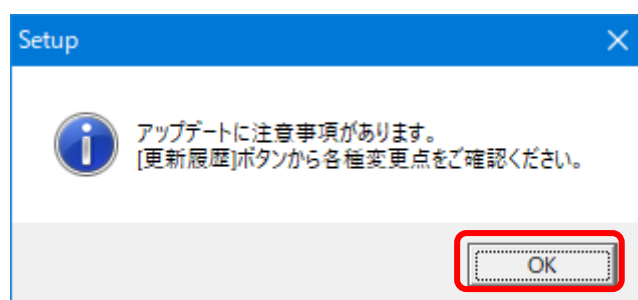 Setup
アップデートに注意事項があります。
[更新履歴]ボタンから各種変更点をご確認ください。
OK